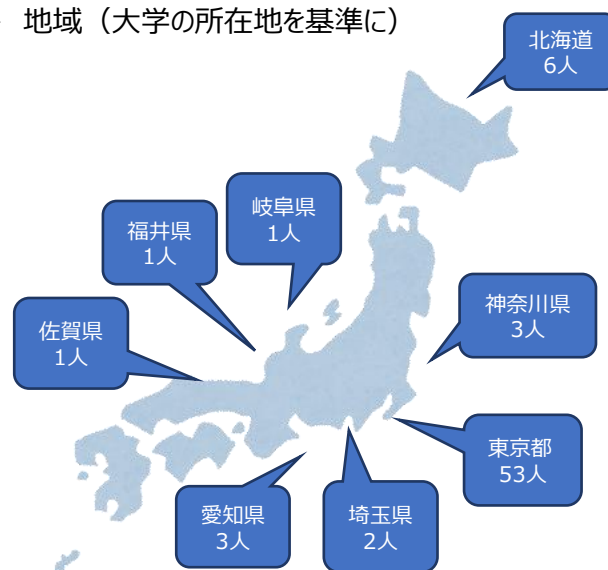 地域（大学の所在地を基準に）
北海道
6人
岐阜県
1人
福井県
1人
神奈川県
3人
佐賀県
1人
東京都
53人
愛知県
3人
埼玉県
2人